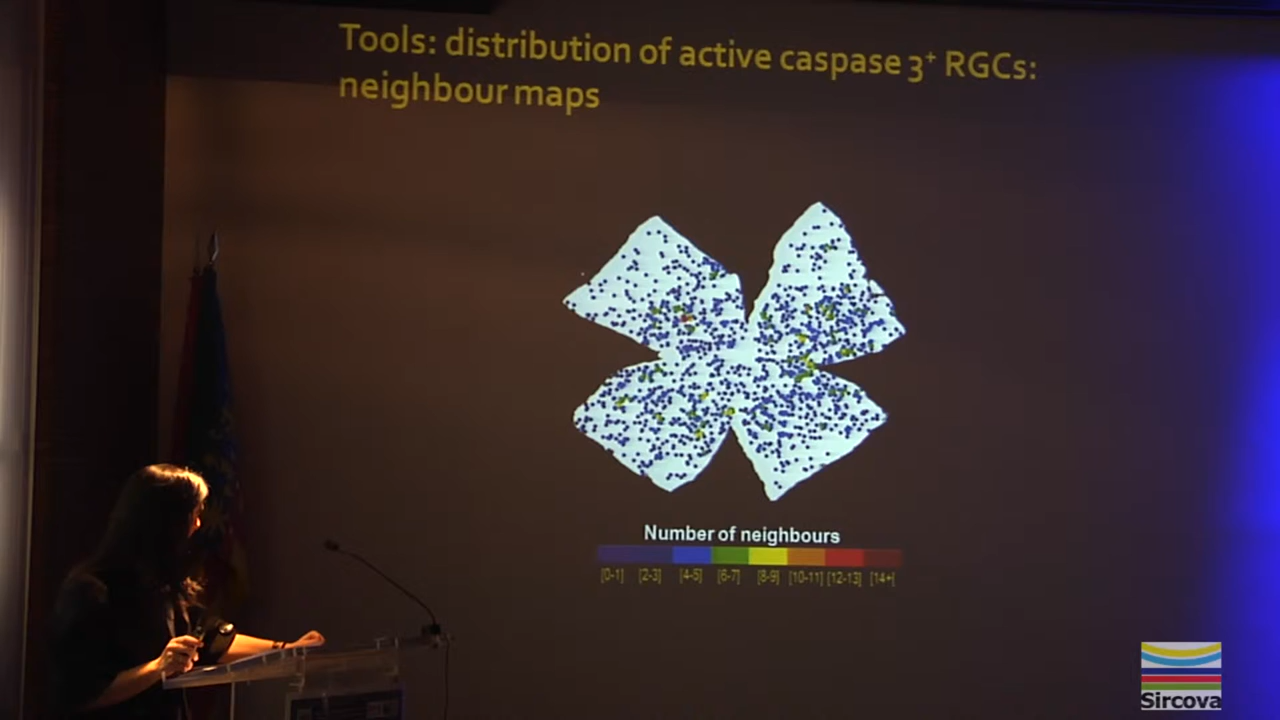 Tools: distribution of active caspase 3⁺ RGCs:
neighbour maps
Number of neighbours
[0-1] [2-3] [4-5] [6-7] [8-9] [10-11] [12-13] [14+[
Sircova